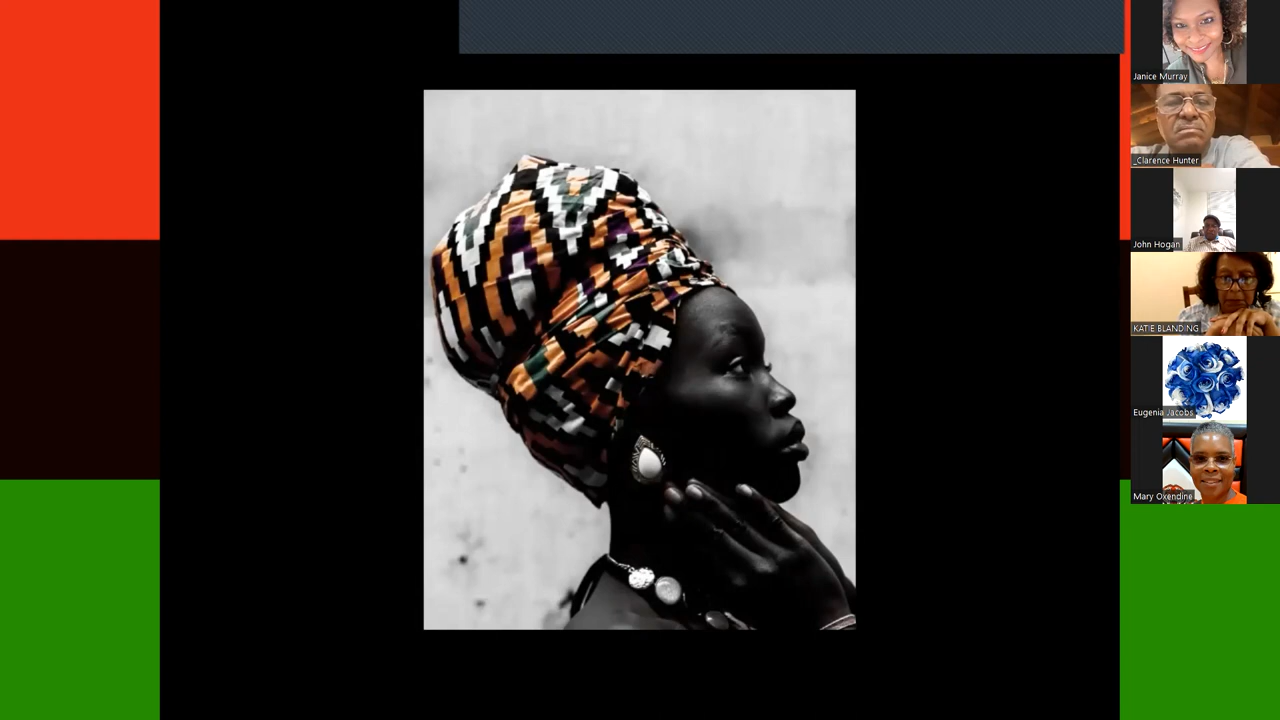 Janice Murray
_Clarence Hunter
John Hogan
KATIE BLANDING
Eugenia Jacobs
Mary Oxendine